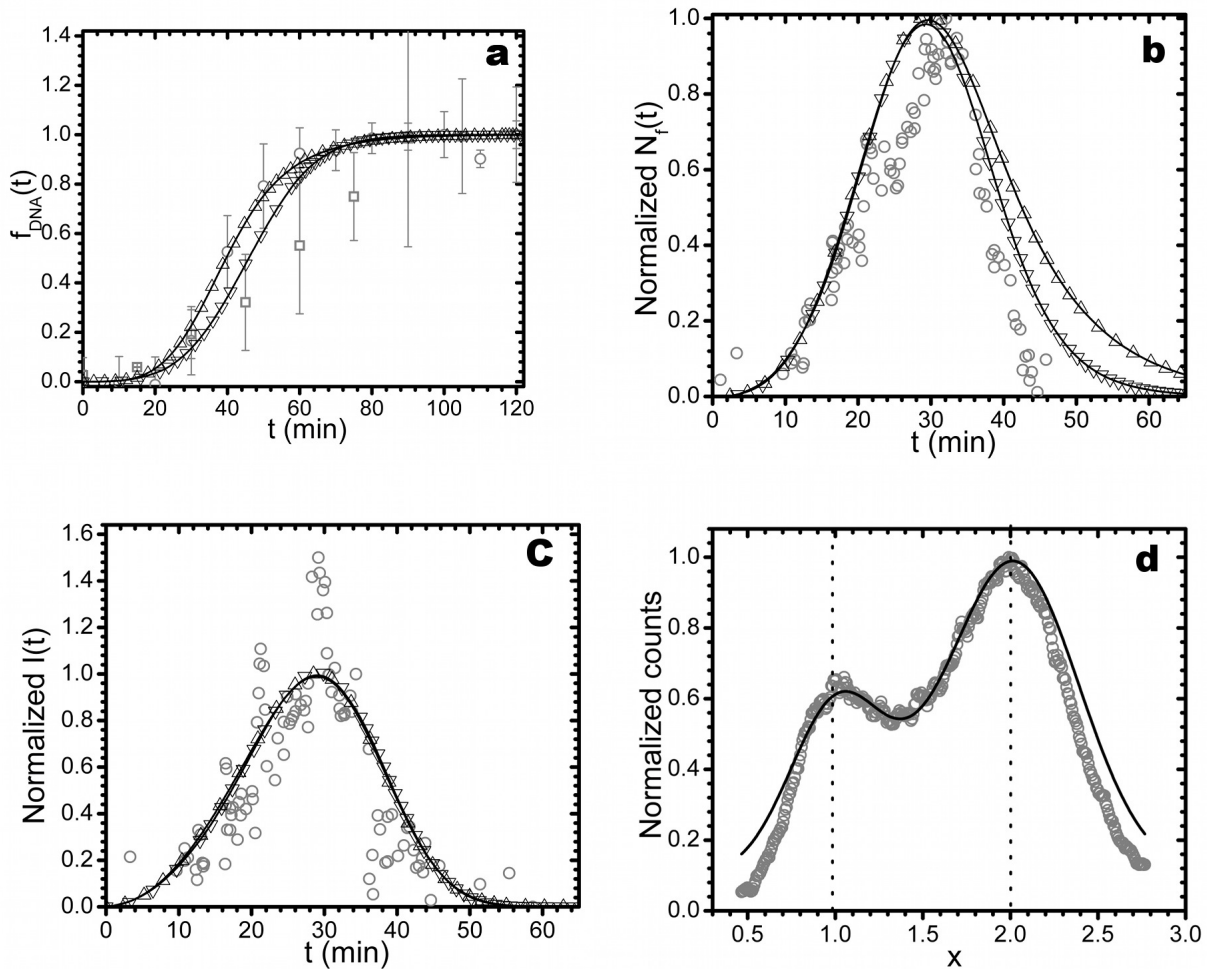 a
1.4
1.2
1.0
0.8
0.6
0.4
0.2
0.0
f_DNA(t)
0 20 40 60 80 100 120
t (min)
b
1.0
0.8
0.6
0.4
0.2
0.0
Normalized N_f(t)
0 10 20 30 40 50 60
t (min)
C
1.6
1.4
1.2
1.0
0.8
0.6
0.4
0.2
0.0
Normalized I(t)
0 10 20 30 40 50 60
t (min)
d
1.0
0.8
0.6
0.4
0.2
0.0
Normalized counts
0.5 1.0 1.5 2.0 2.5 3.0
x